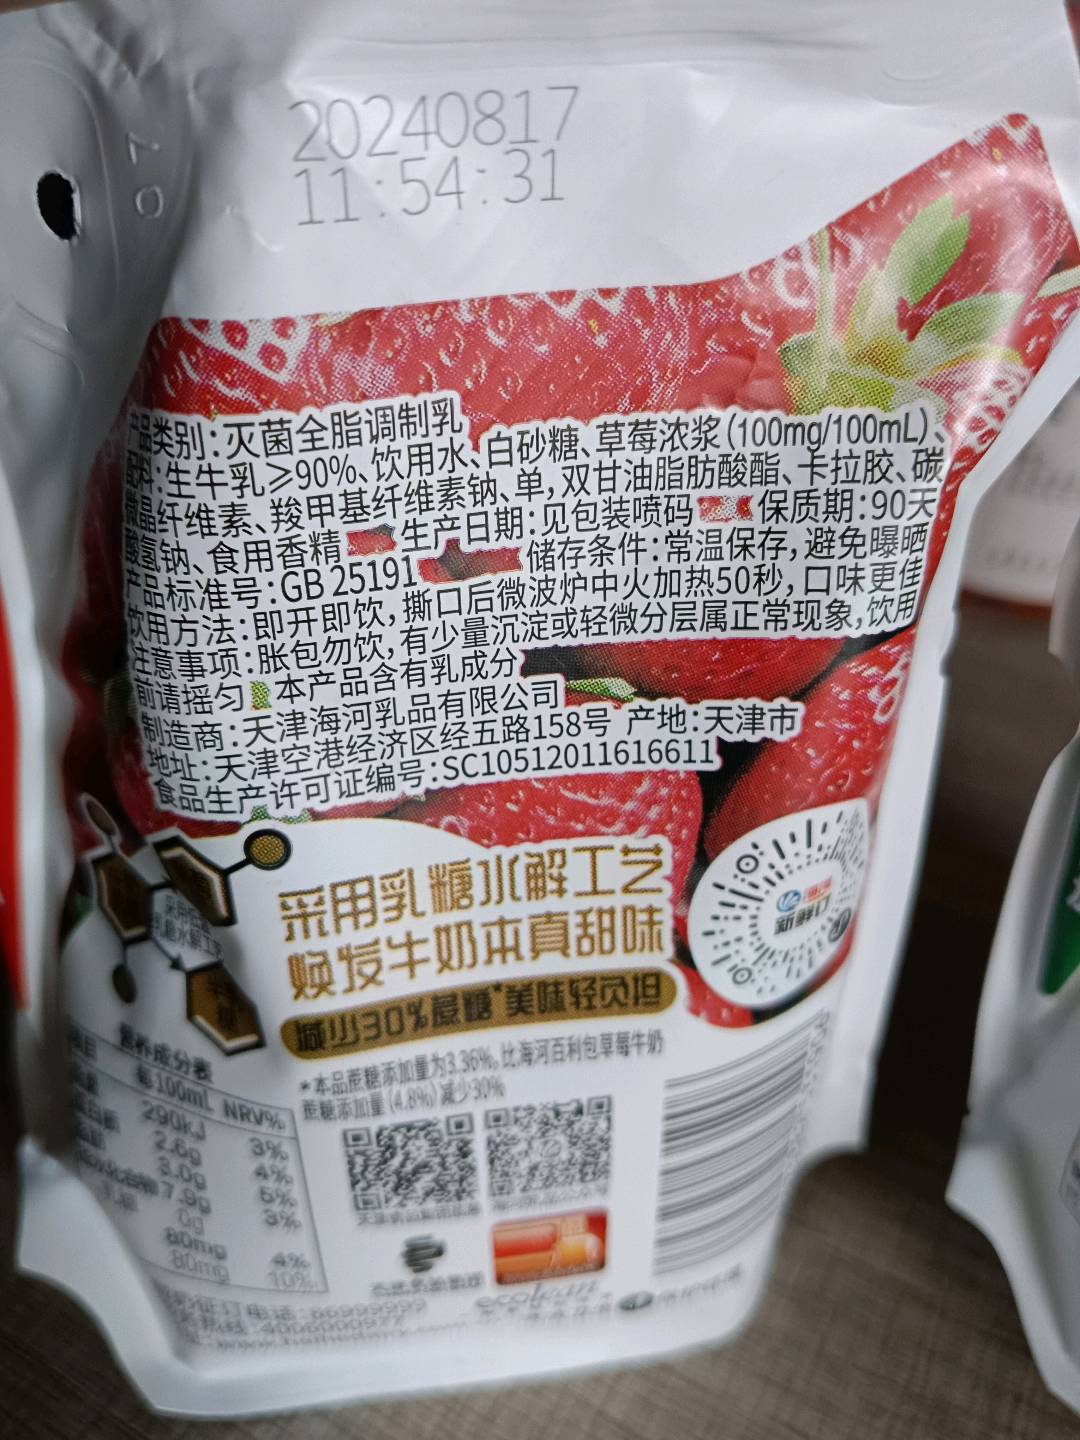 20240817
11:54:31
07
产品类别:灭菌全脂调制乳
配料:生牛乳≥90%、饮用水、白砂糖、草莓浓浆(100mg/100mL)、
微晶纤维素、羧甲基纤维素钠、单,双甘油脂肪酸酯、卡拉胶、碳
酸氢钠、食用香精 生产日期:见包装喷码 保质期:90天
产品标准号:GB 25191 储存条件:常温保存,避免曝晒
饮用方法:即开即饮,撕口后微波炉中火加热50秒,口味更佳
注意事项:胀包勿饮,有少量沉淀或轻微分层属正常现象,饮用
前请摇匀 本产品含有乳成分
制造商:天津海河乳品有限公司
地址:天津空港经济区经五路158号 产地:天津市
食品生产许可证编号:SC10512011616611
采用乳糖水解工艺
焕发牛奶本真甜味
减少30%蔗糖*美味轻负担
*本品蔗糖添加量为3.36%,比海河百利包草莓牛奶
蔗糖添加量(4.8%)减少30%
新鲜订
乳糖水解工艺
营养成分表
项目 每100mL NRV%
290kJ 3%
2.6g 4%
3.0g 5%
7.9g 3%
0g
80mg 4%
80mg 10%